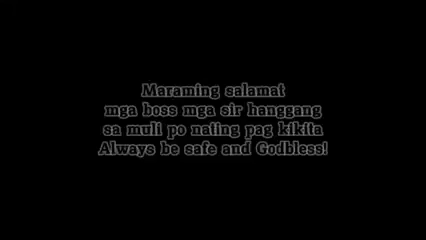 Maraming salamat
mga boss mga sir hanggang
sa muli po nating pag kikita
Always be safe and Godbless!